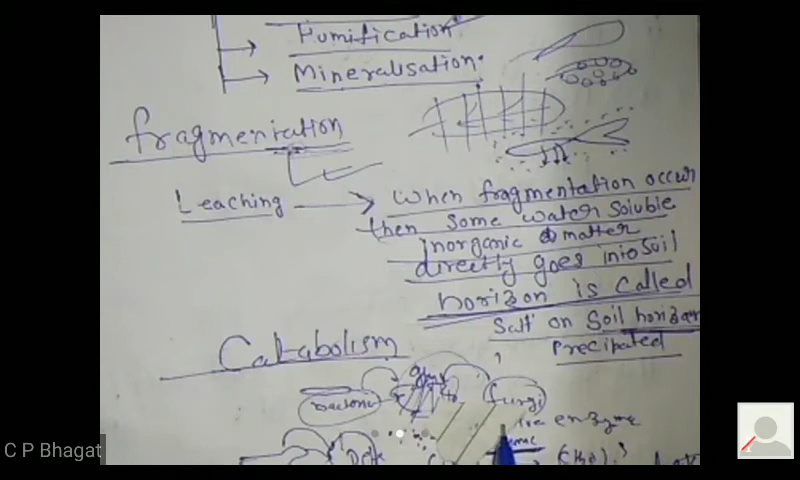 Humification
Mineralisation.
fragmentation
Leaching → When fragmentation occur
then some water soluble
inorganic matter
directly goes into soil
horizon is called
Salt on Soil horizon
Precipated
Catabolism
Bacteria
fungi
enzyme
C P Bhagat